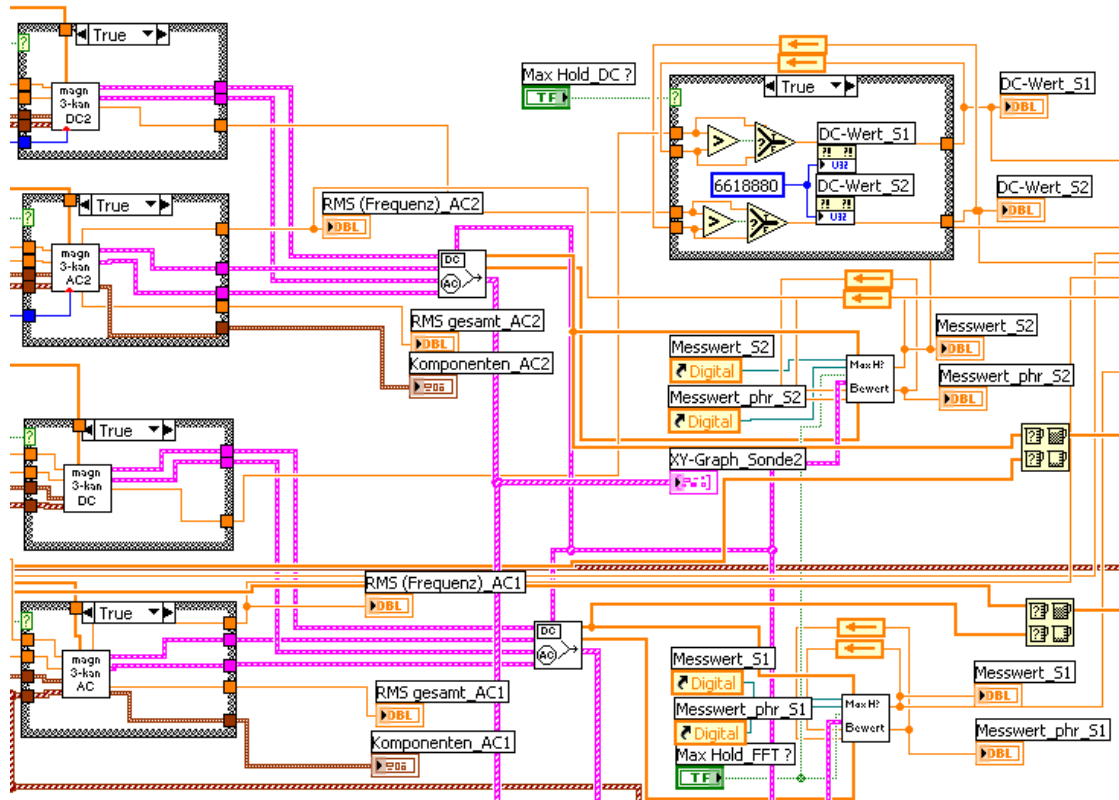 True
magn
3-kan
DC2
Max Hold_DC ?
TF
True
>
?
T
F
DC-Wert_S1
?! ?!
U32
6618880
DC-Wert_S2
?! ?!
U32
>
?
T
F
DC-Wert_S1
DBL
DC-Wert_S2
DBL
True
magn
3-kan
AC2
RMS (Frequenz)_AC2
DBL
DC
AC
RMS gesamt_AC2
DBL
Komponenten_AC2
Messwert_S2
Digital
Messwert_phr_S2
Digital
Max H?
Bewert
Messwert_S2
DBL
Messwert_phr_S2
DBL
True
magn
3-kan
DC
XY-Graph_Sonde2
True
magn
3-kan
AC
RMS (Frequenz)_AC1
DBL
DC
AC
RMS gesamt_AC1
DBL
Komponenten_AC1
Messwert_S1
Digital
Messwert_phr_S1
Digital
Max Hold_FFT ?
TF
Max H?
Bewert
Messwert_S1
DBL
Messwert_phr_S1
DBL